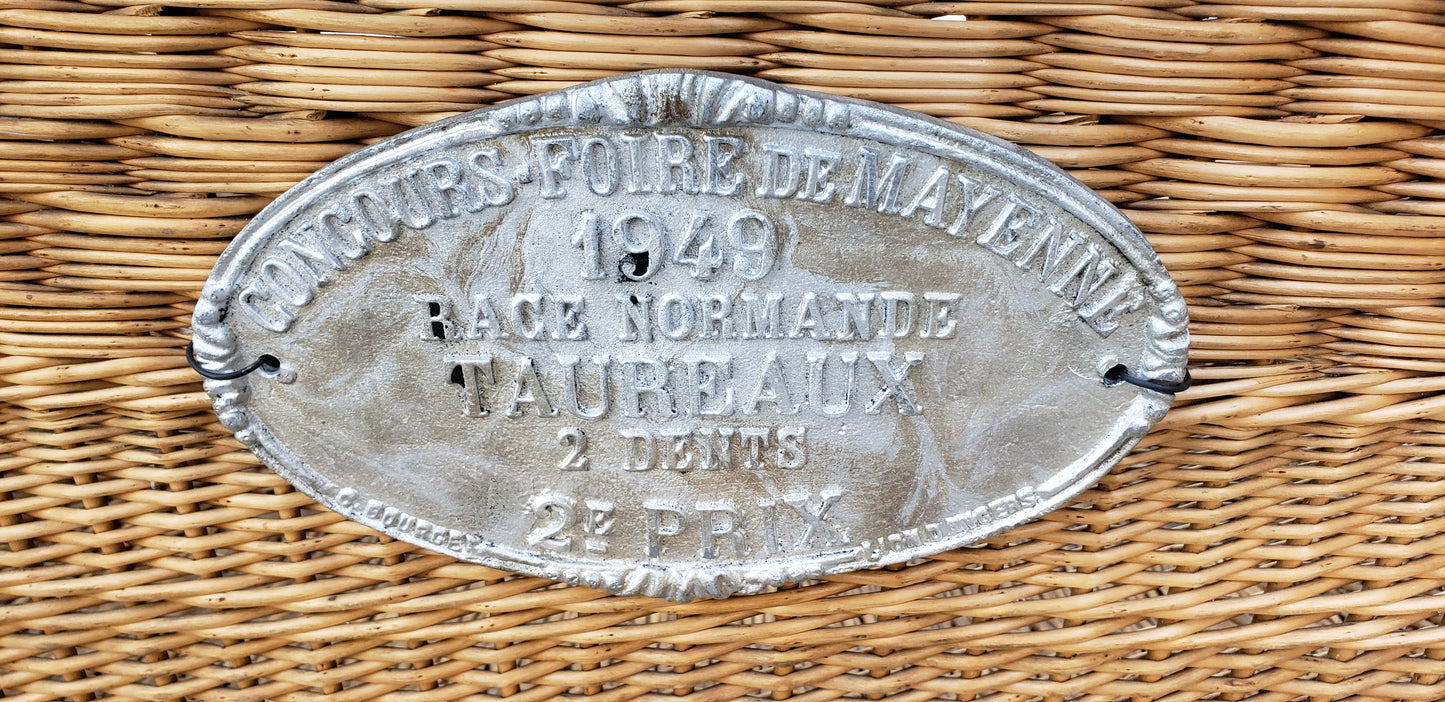 CONCOURS-FOIRE DE MAYENNE
1949
RACE NORMANDE
TAUREAUX
2 DENTS
2E PRIX